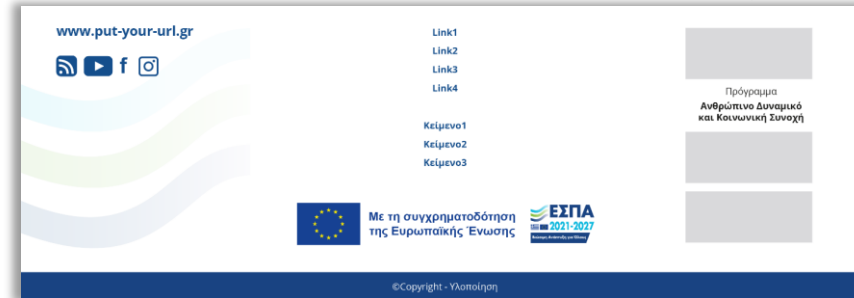 www.put-your-url.gr
f
Link1
Link2
Link3
Link4
Κείμενο1
Κείμενο2
Κείμενο3
Πρόγραμμα
Ανθρώπινο Δυναμικό
και Κοινωνική Συνοχή
Με τη συγχρηματοδότηση
της Ευρωπαϊκής Ένωσης
ΕΣΠΑ
2021-2027
©Copyright - Υλοποίηση